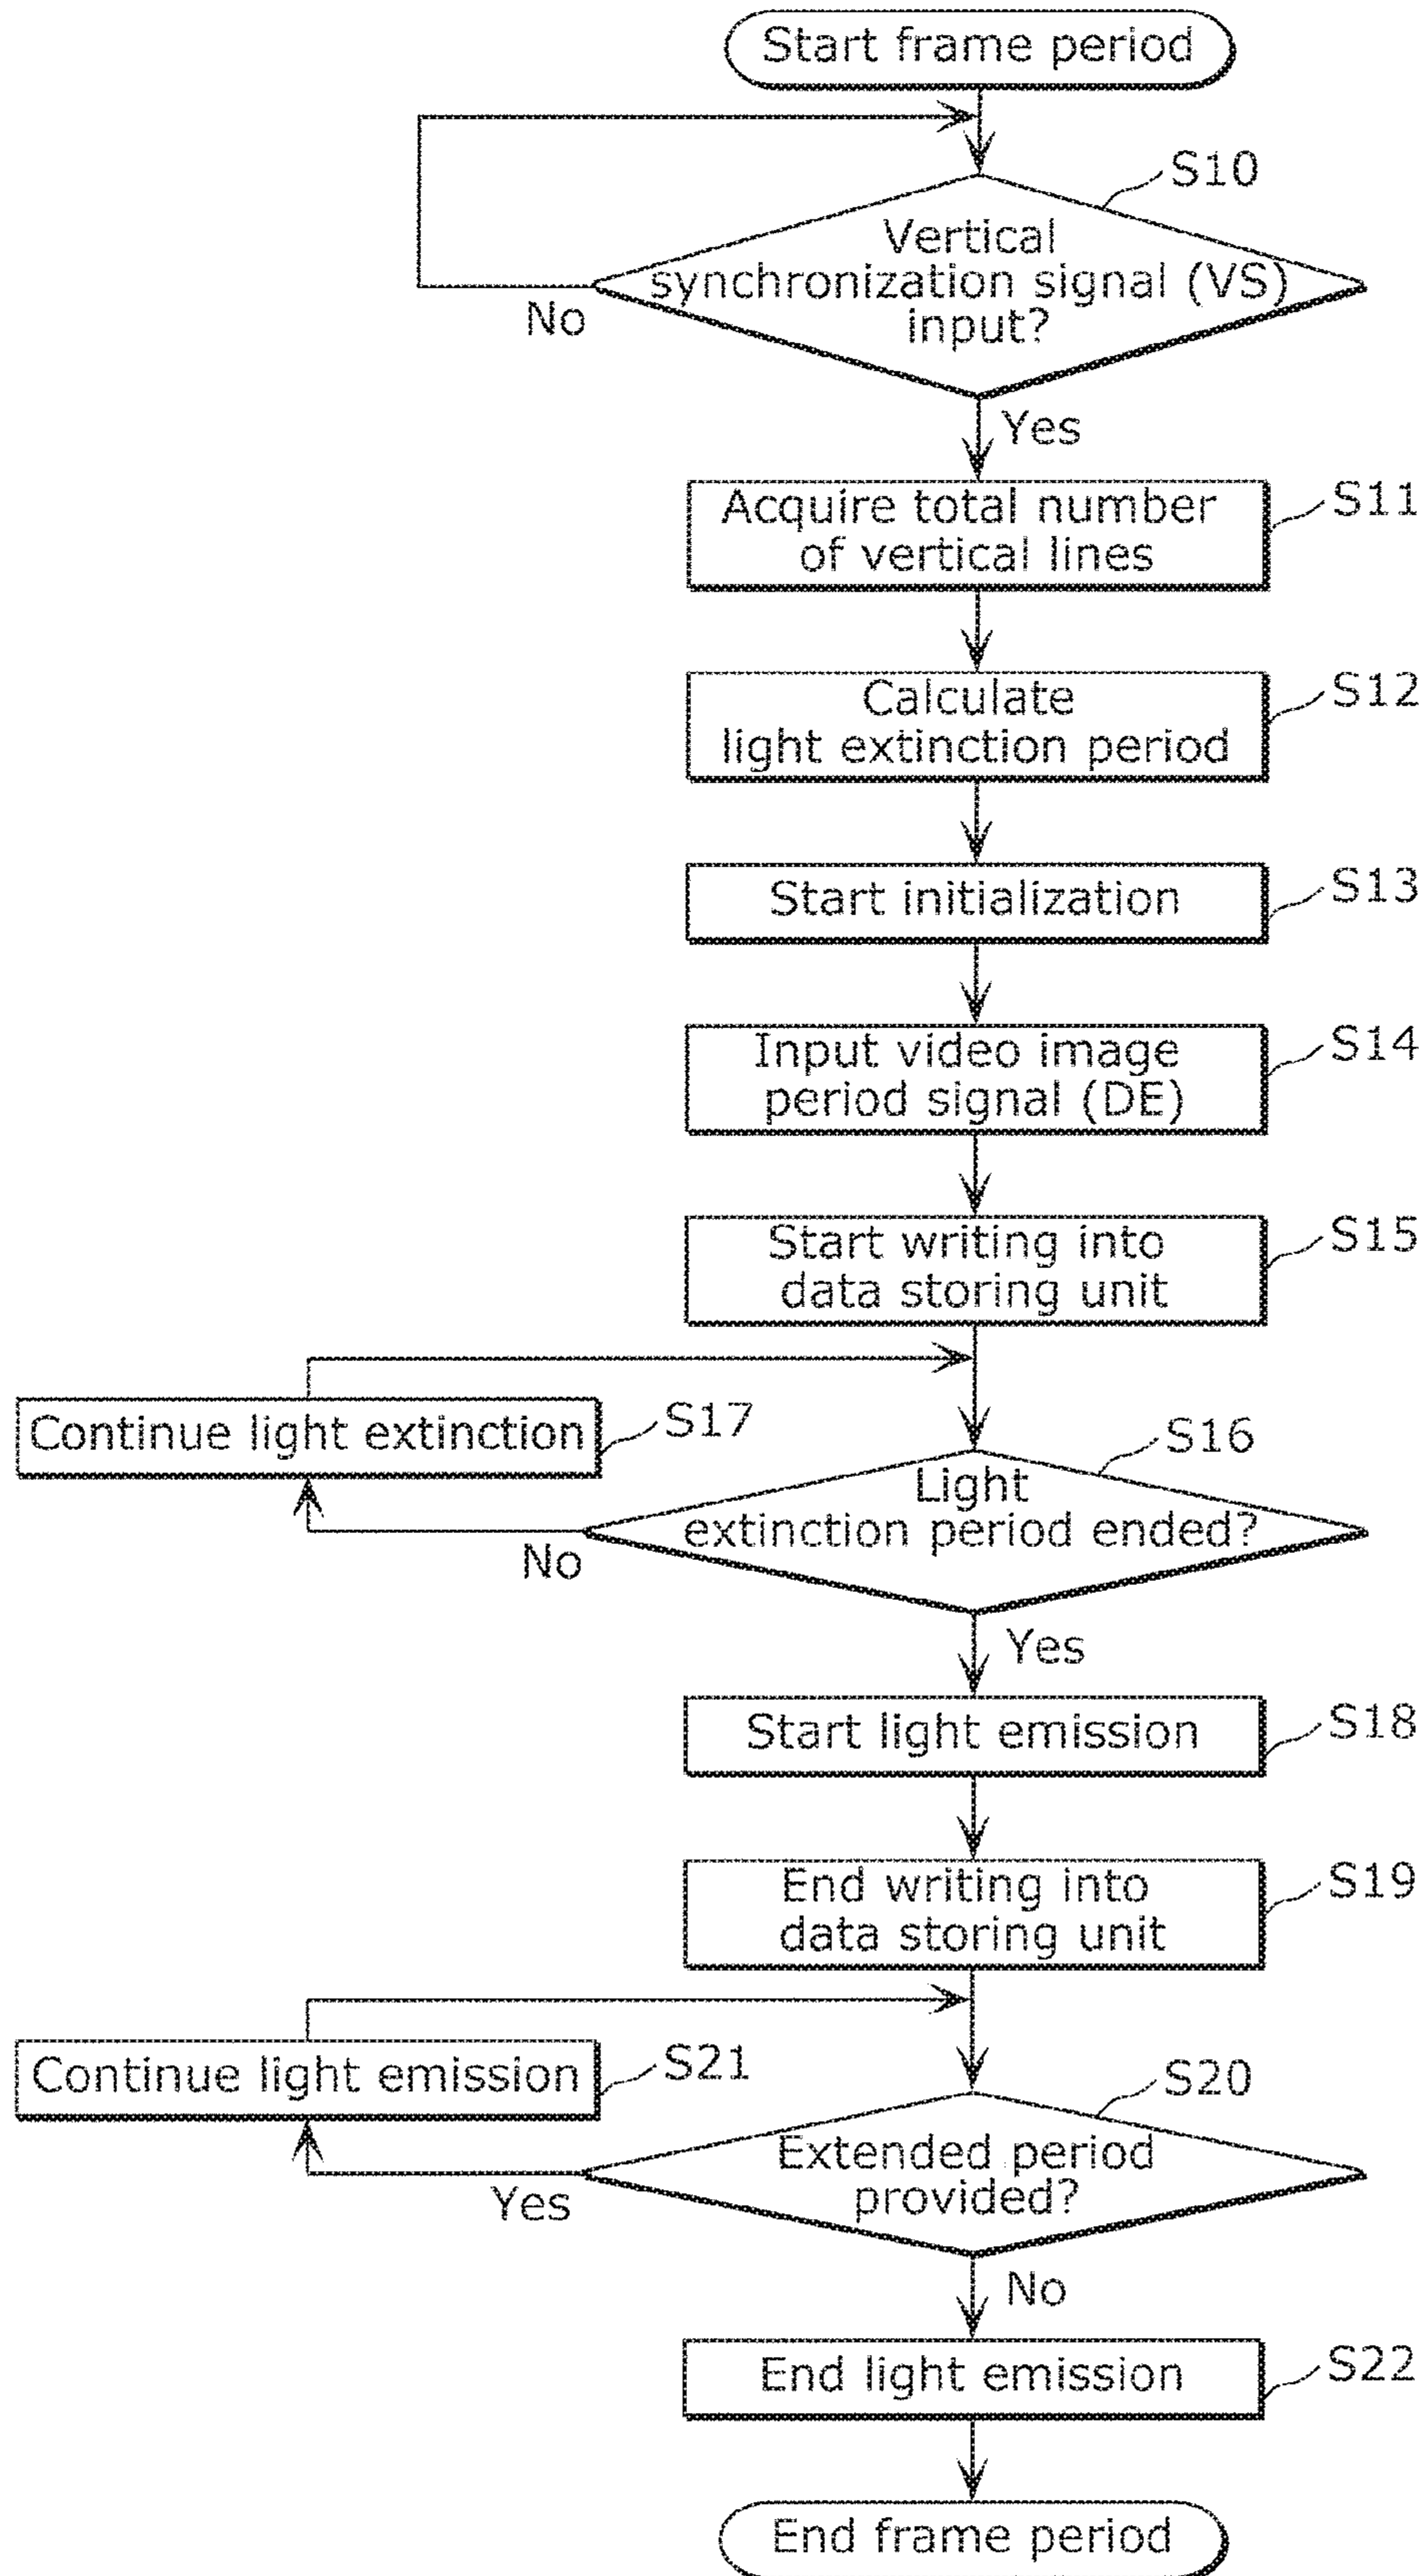 Start frame period
S10
Vertical
synchronization signal (VS)
input?
No
Yes
Acquire total number
of vertical lines
S11
Calculate
light extinction period
S12
Start initialization
S13
Input video image
period signal (DE)
S14
Start writing into
data storing unit
S15
Continue light extinction
S17
S16
Light
extinction period ended?
No
Yes
Start light emission
S18
End writing into
data storing unit
S19
Continue light emission
S21
S20
Extended period
provided?
Yes
No
End light emission
S22
End frame period